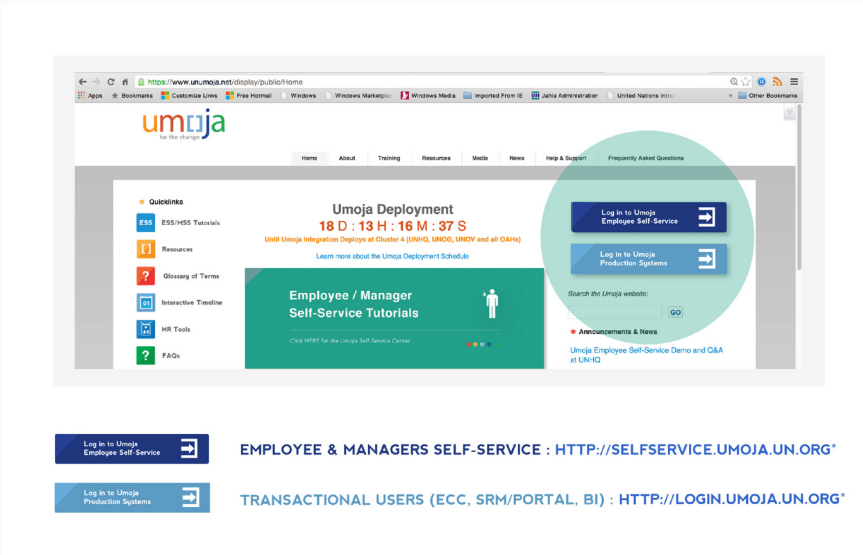 https://www.unumoja.net/display/public/Home
Apps Bookmarks Customize Links Free Hotmail Windows Windows Marketplac Windows Media Imported From IE Jahia Administration United Nations Intra » Other Bookmarks
umoja
be the change
Home About Training Resources Media News Help & Support Frequently Asked Questions
Quicklinks
ESS ESS/MSS Tutorials
Resources
? Glossary of Terms
01 Interactive Timeline
HR Tools
? FAQs
Umoja Deployment
18 D : 13 H : 16 M : 37 S
Until Umoja Integration Deploys at Cluster 4 (UNHQ, UNOG, UNOV and all OAHs)
Learn more about the Umoja Deployment Schedule
Employee / Manager
Self-Service Tutorials
Click HERE for the Umoja Self-Service Center
Log in to Umoja
Employee Self-Service
Log in to Umoja
Production Systems
Search the Umoja website:
GO
Announcements & News
Umoja Employee Self-Service Demo and Q&A
at UNHQ
Log in to Umoja
Employee Self-Service
EMPLOYEE & MANAGERS SELF-SERVICE : HTTP://SELFSERVICE.UMOJA.UN.ORG*
Log in to Umoja
Production Systems
TRANSACTIONAL USERS (ECC, SRM/PORTAL, BI) : HTTP://LOGIN.UMOJA.UN.ORG*